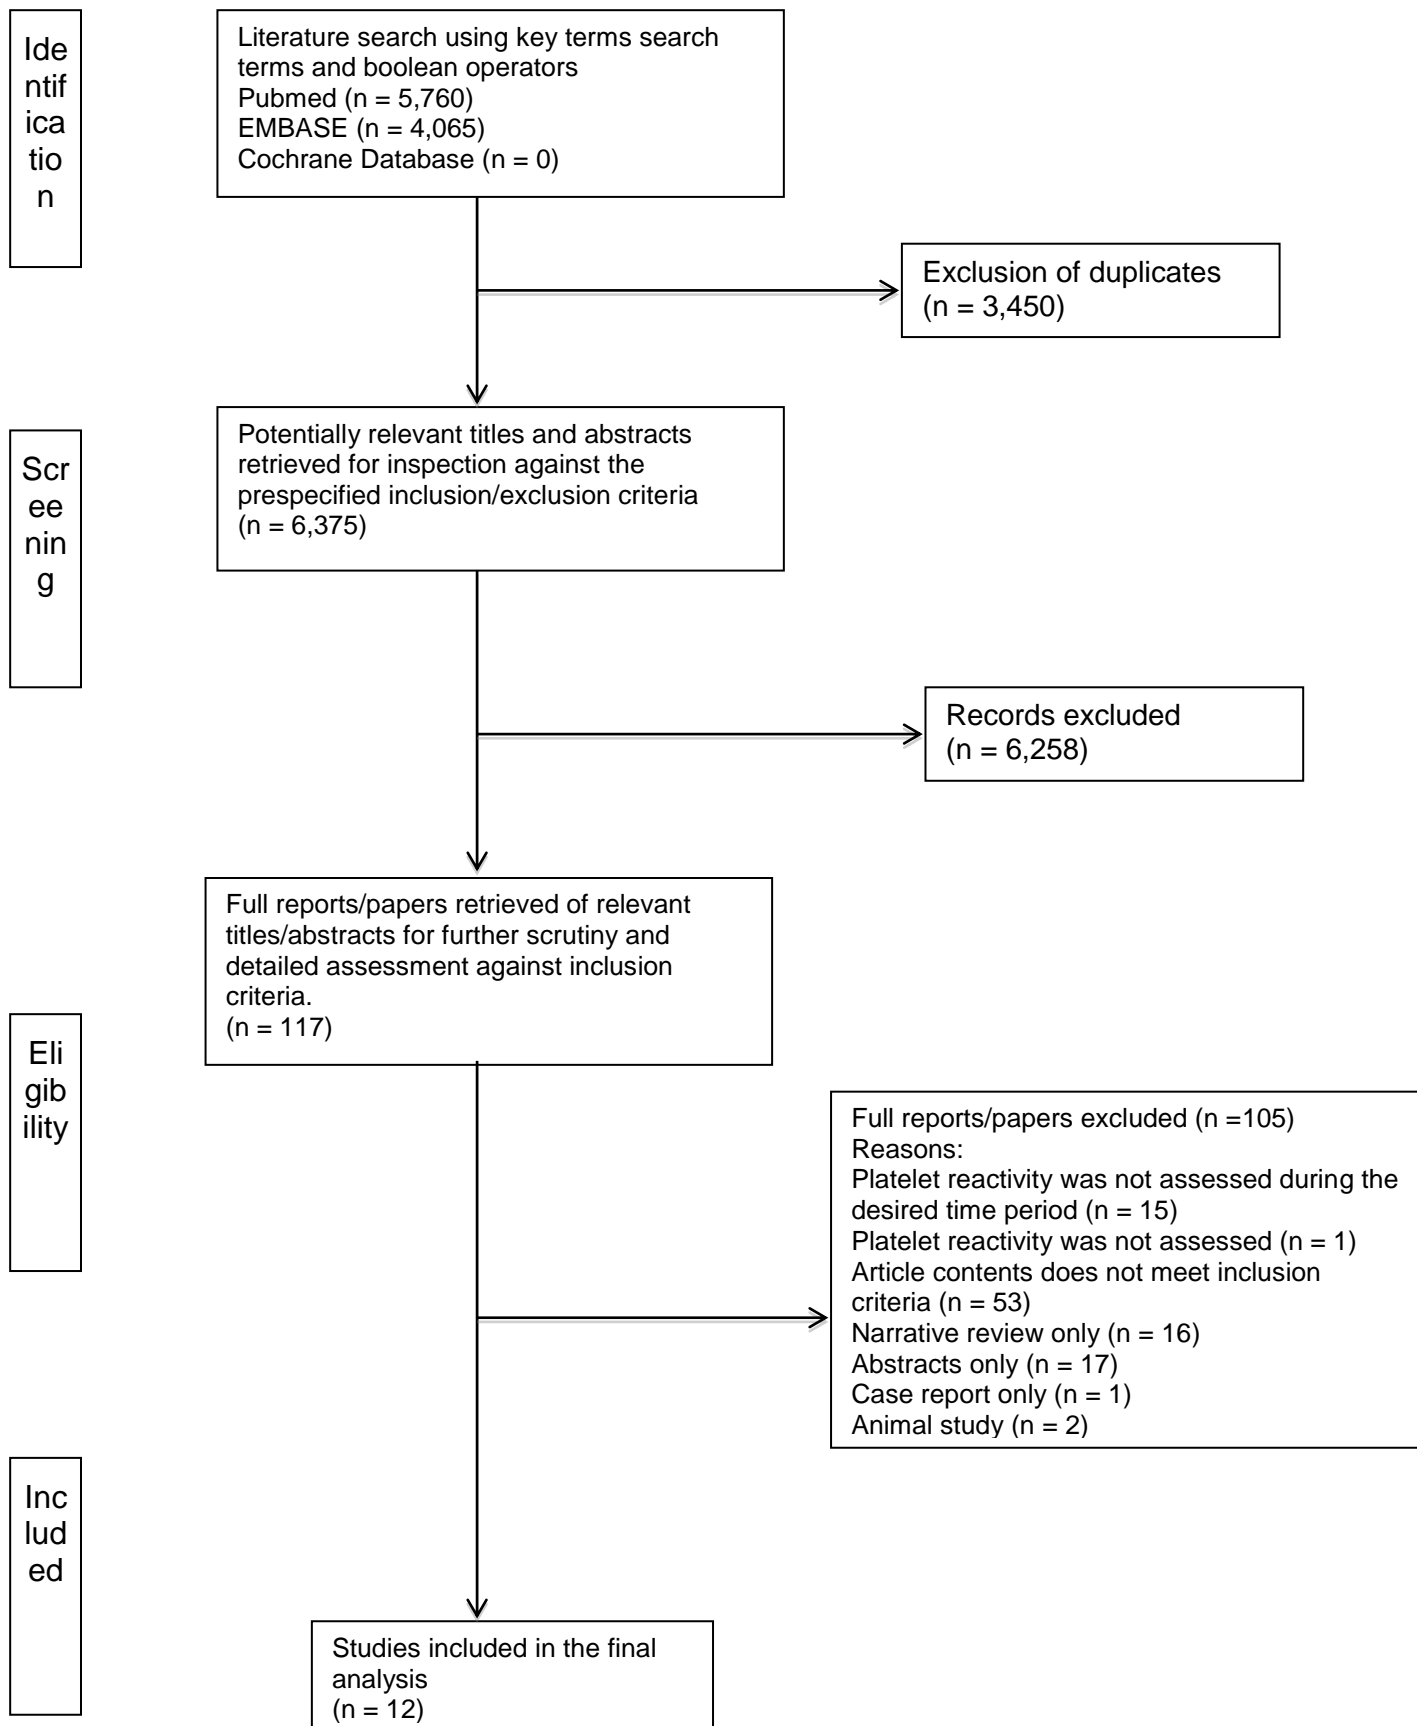 Ide
ntif
ica
tio
n
Literature search using key terms search
terms and boolean operators
Pubmed (n = 5,760)
EMBASE (n = 4,065)
Cochrane Database (n = 0)
Exclusion of duplicates
(n = 3,450)
Scr
ee
nin
g
Potentially relevant titles and abstracts
retrieved for inspection against the
prespecified inclusion/exclusion criteria
(n = 6,375)
Records excluded
(n = 6,258)
Full reports/papers retrieved of relevant
titles/abstracts for further scrutiny and
detailed assessment against inclusion
criteria.
(n = 117)
Eli
gib
ility
Full reports/papers excluded (n =105)
Reasons:
Platelet reactivity was not assessed during the
desired time period (n = 15)
Platelet reactivity was not assessed (n = 1)
Article contents does not meet inclusion
criteria (n = 53)
Narrative review only (n = 16)
Abstracts only (n = 17)
Case report only (n = 1)
Animal study (n = 2)
Inc
lud
ed
Studies included in the final
analysis
(n = 12)